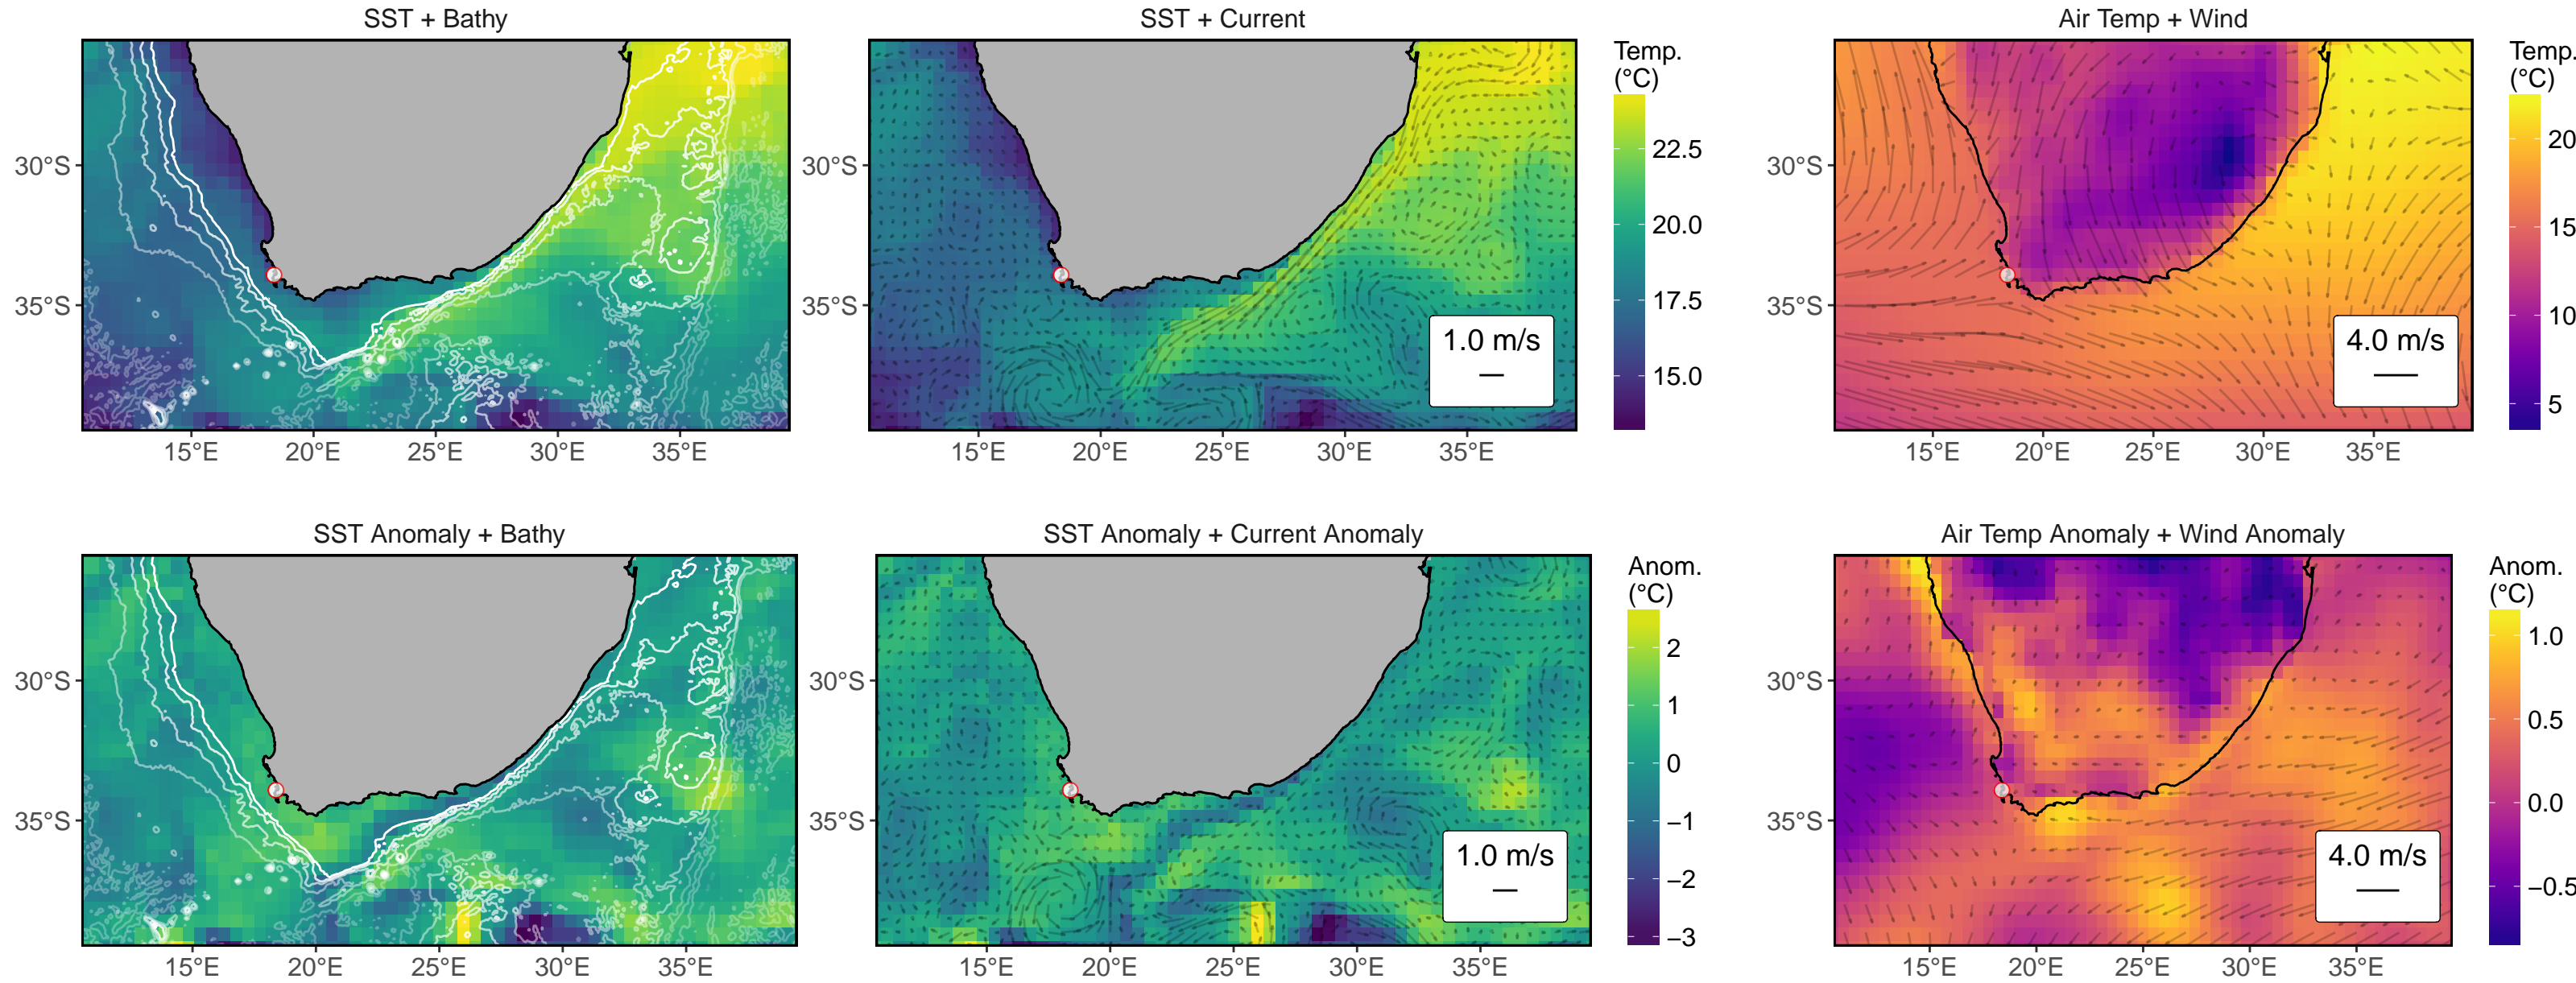 SST + Bathy
30°S
35°S
15°E 20°E 25°E 30°E 35°E
SST + Current
30°S
35°S
1.0 m/s
15°E 20°E 25°E 30°E 35°E
Temp.
(°C)
22.5
20.0
17.5
15.0
Air Temp + Wind
30°S
35°S
4.0 m/s
15°E 20°E 25°E 30°E 35°E
Temp.
(°C)
20
15
10
5
SST Anomaly + Bathy
30°S
35°S
15°E 20°E 25°E 30°E 35°E
SST Anomaly + Current Anomaly
30°S
35°S
1.0 m/s
15°E 20°E 25°E 30°E 35°E
Anom.
(°C)
2
1
0
−1
−2
−3
Air Temp Anomaly + Wind Anomaly
30°S
35°S
4.0 m/s
15°E 20°E 25°E 30°E 35°E
Anom.
(°C)
1.0
0.5
0.0
−0.5